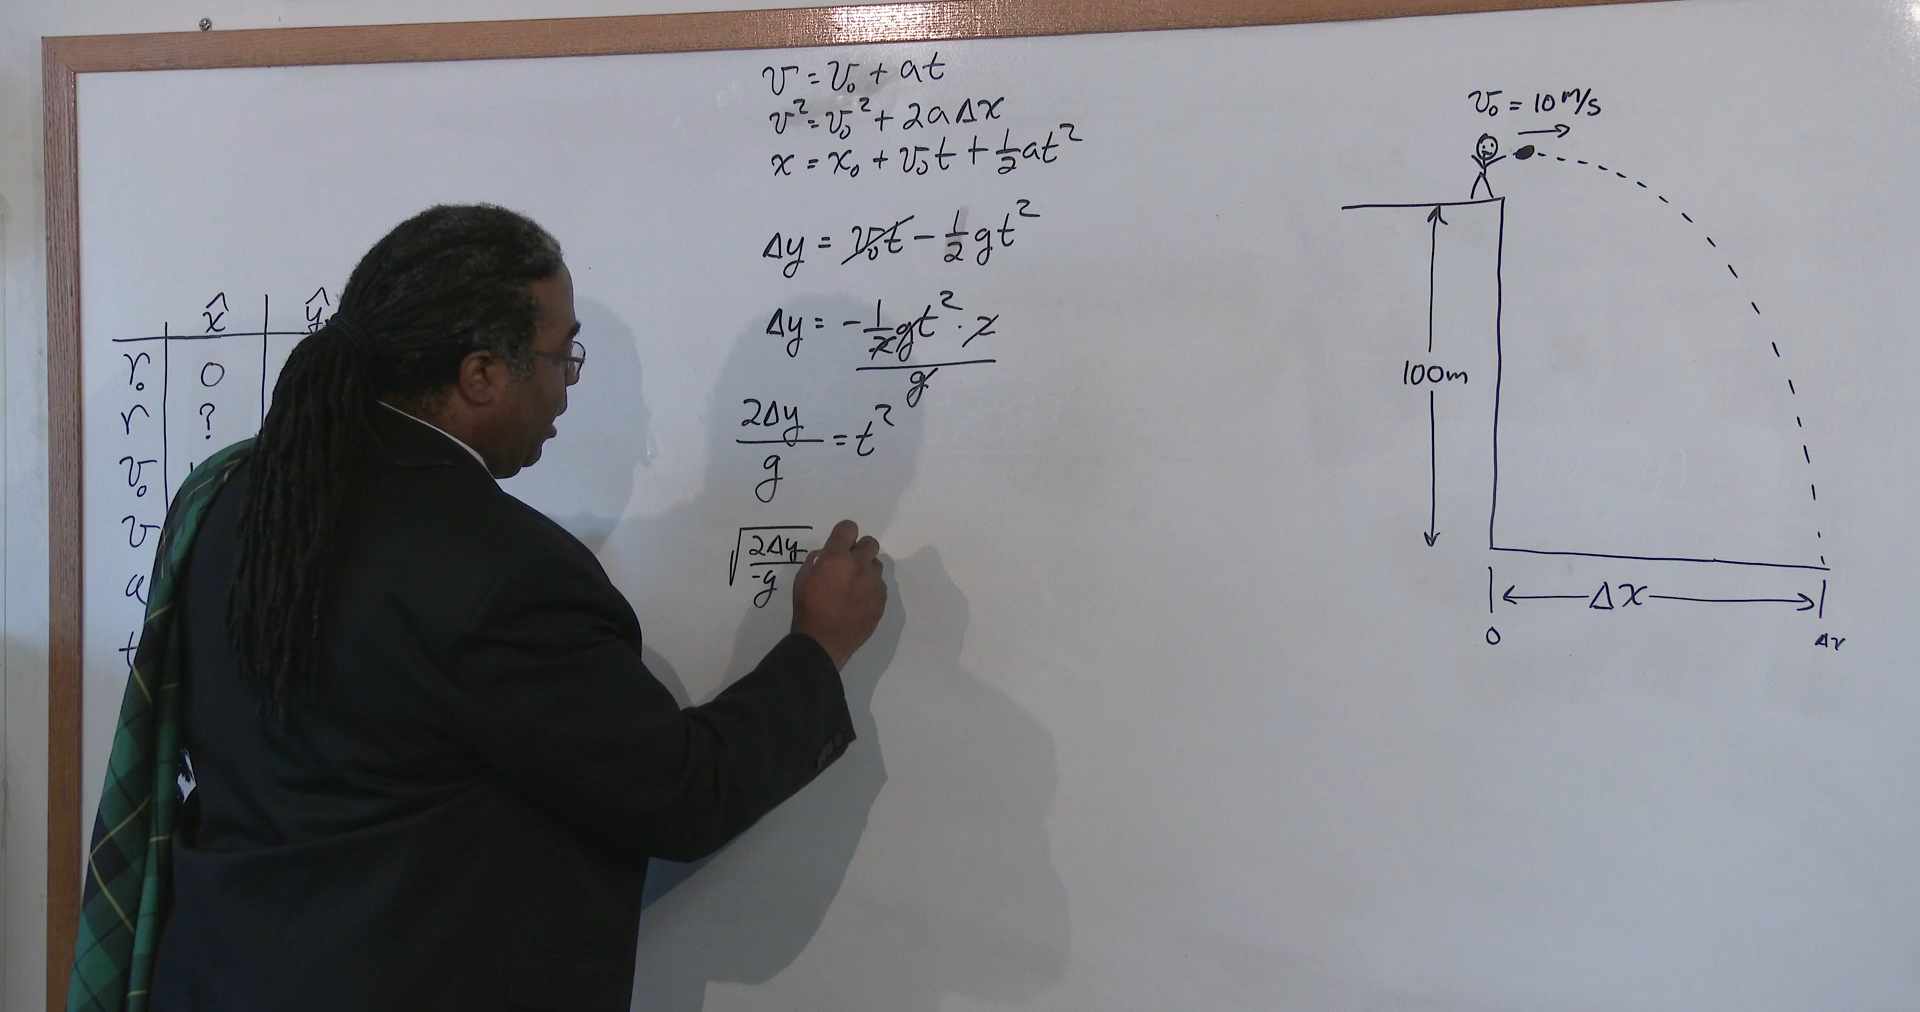 v = v₀ + at
v² = v₀² + 2aΔx
x = x₀ + v₀t + ½at²
Δy = v₀t - ½gt²
Δy = -½gt² · 2
g
2Δy / g = t²
√(2Δy / -g)
x̂ ŷ
r₀ 0
r ?
v₀
v
a
t
v₀ = 10 m/s
100m
Δx
0 Δx